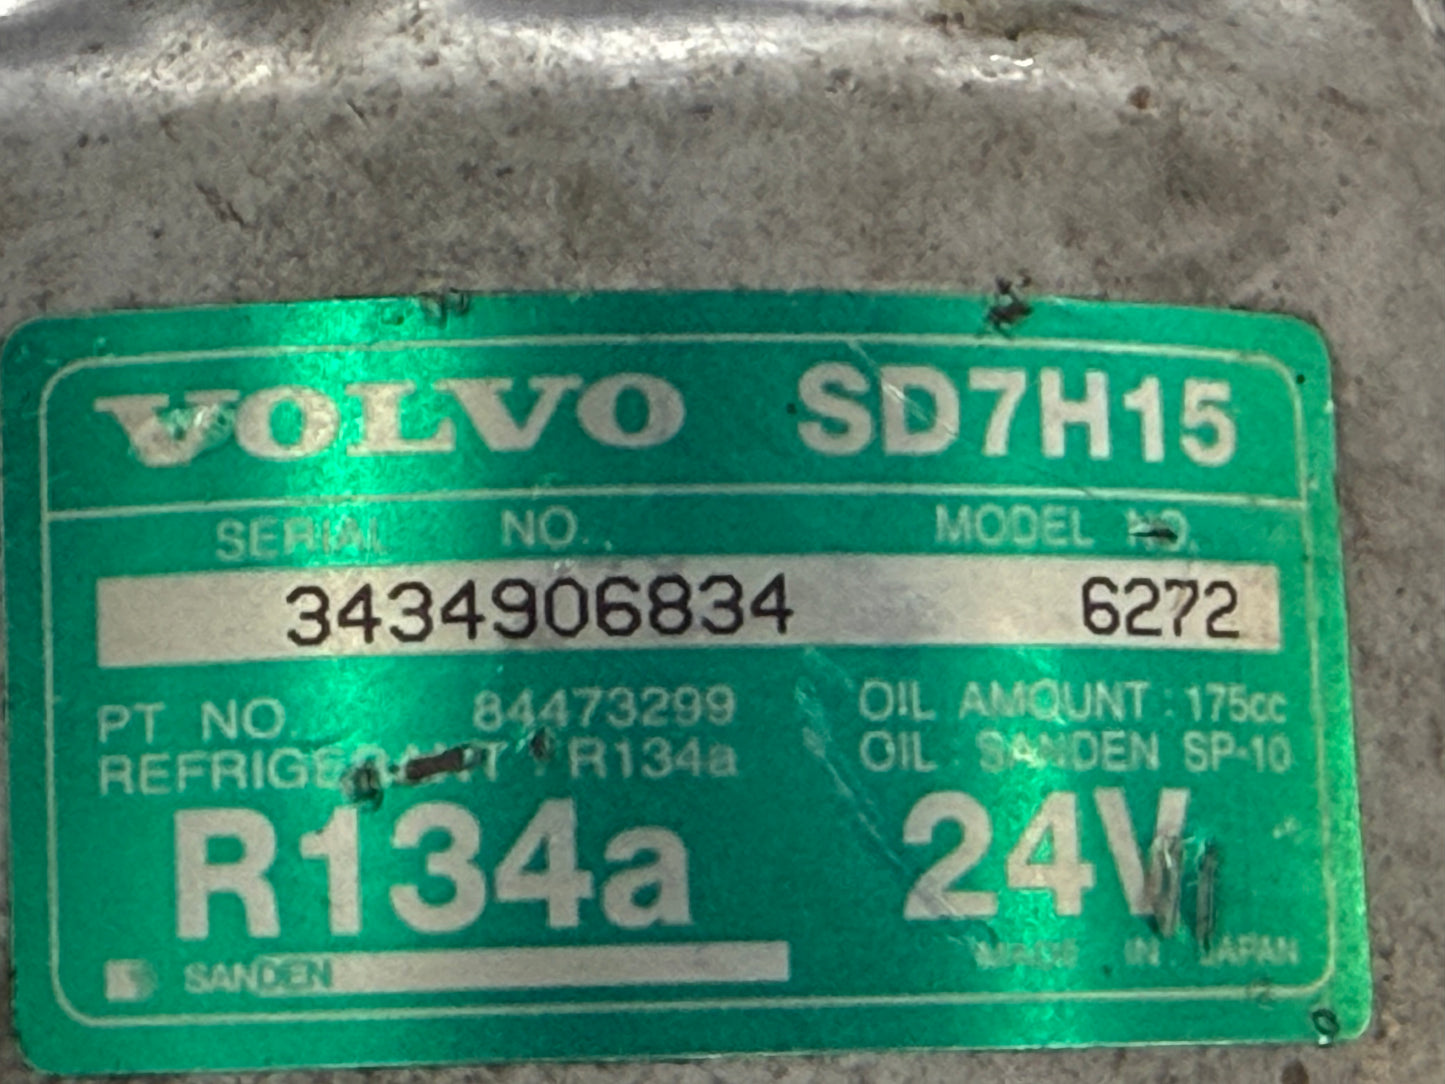 VOLVO SD7H15
SERIAL NO. MODEL NO.
3434906834 6272
PT NO. 84473299 OIL AMOUNT : 175cc
REFRIGERANT : R134a OIL : SANDEN SP-10
R134a 24V
SANDEN MADE IN JAPAN